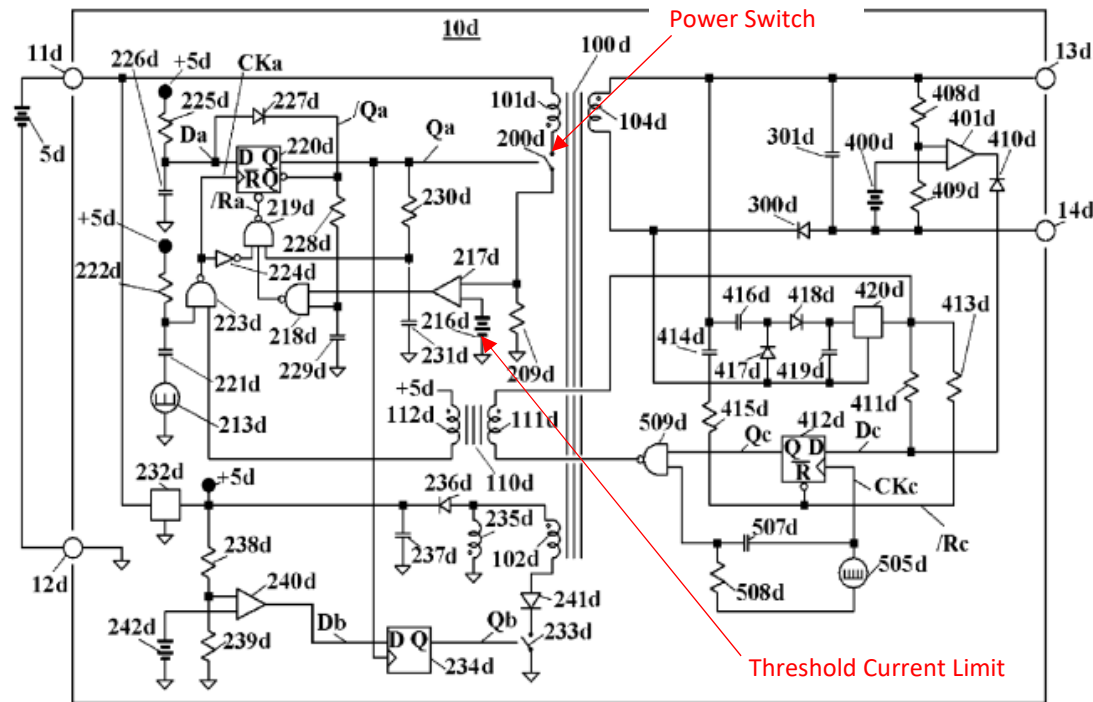 Power Switch
10d
11d
226d
+5d
CKa
100d
13d
225d
227d
/Qa
101d
104d
408d
401d
410d
5d
Da
Qa
200d
301d
400d
D Q
220d
R Q
230d
409d
/Ra
219d
300d
14d
+5d
228d
217d
222d
224d
416d
418d
420d
413d
223d
218d
216d
414d
221d
229d
231d
209d
417d
419d
213d
+5d
112d
111d
415d
411d
509d
412d
Qc
Dc
Q D
R
232d
+5d
236d
110d
CKc
235d
507d
237d
102d
/Rc
12d
238d
508d
505d
240d
241d
242d
Db
Qb
233d
239d
D Q
234d
Threshold Current Limit